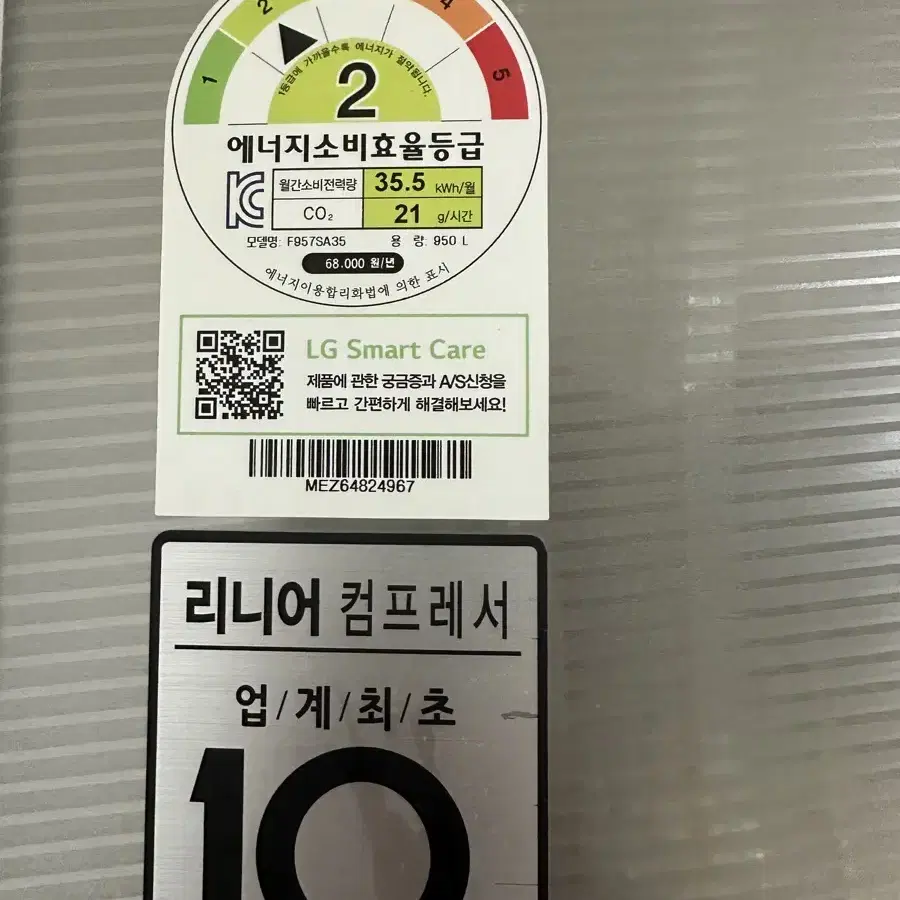 2
4
1
5
1등급에 가까울수록 에너지가 절약됩니다.
2
에너지소비효율등급
월간소비전력량 35.5 kWh/월
CO₂ 21 g/시간
모델명: F957SA35 용 량: 950 L
68.000 원/년
에너지이용합리화법에 의한 표시
LG Smart Care
제품에 관한 궁금증과 A/S신청을
빠르고 간편하게 해결해보세요!
MEZ64824967
리니어 컴프레서
업/계/최/초
10